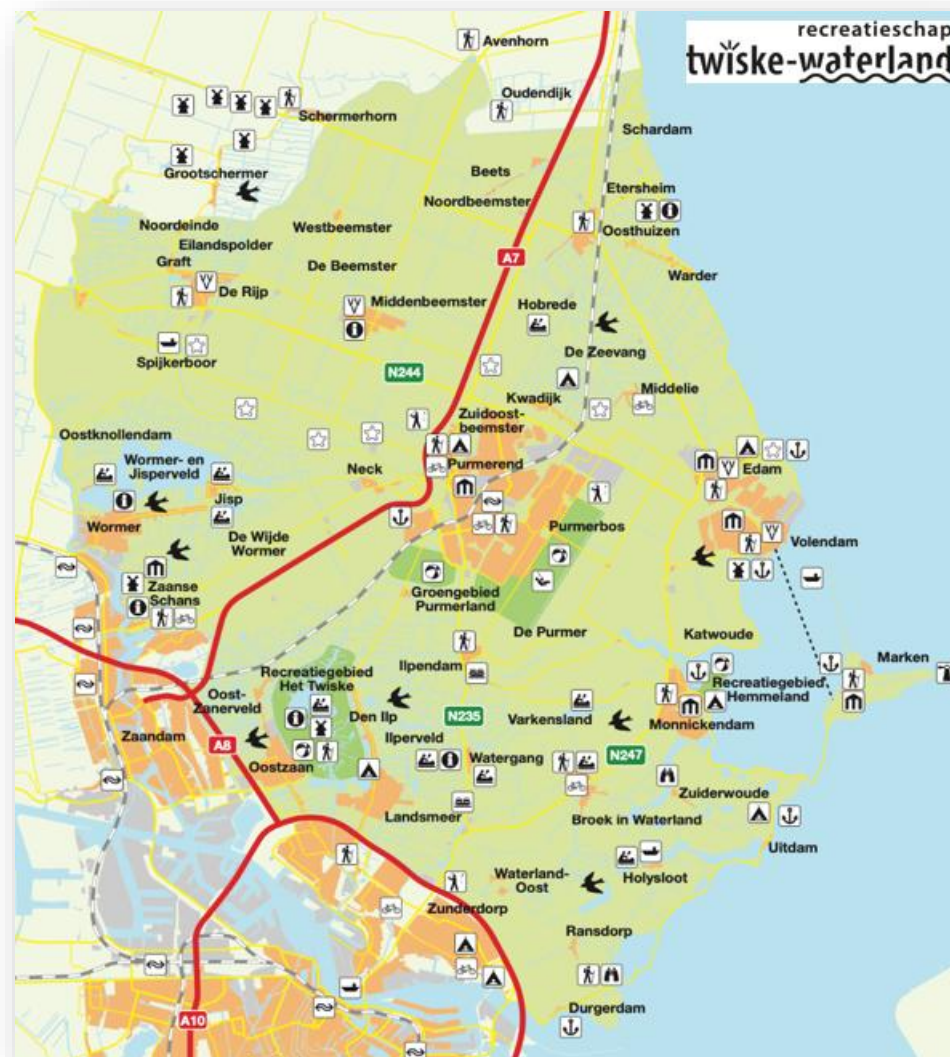 recreatieschap
twiske-waterland
Avenhorn
Oudendijk
Schermerhorn
Schardam
Grootschermer
Beets
Etersheim
Noordbeemster
Noordeinde
Westbeemster
Oosthuizen
Eilandspolder
Graft
De Beemster
A7
Warder
De Rijp
Middenbeemster
Hobrede
Spijkerboor
De Zeevang
N244
Middelie
Kwadijk
Zuidoost-
beemster
Oostknollendam
Wormer- en
Jisperveld
Neck
Purmerend
Edam
Jisp
Wormer
Purmerbos
De Wijde
Wormer
Volendam
Zaanse
Schans
Groengebied
Purmerland
De Purmer
Katwoude
Ilpendam
Marken
Recreatiegebied
Het Twiske
Recreatiegebied
Hemmeland
Oost-
Zanerveld
Den Ilp
N235
Varkensland
Monnickendam
Zaandam
A8
Ilperveld
Oostzaan
Watergang
N247
Zuiderwoude
Landsmeer
Broek in Waterland
Uitdam
Waterland-
Oost
Holysloot
Zunderdorp
Ransdorp
A10
Durgerdam